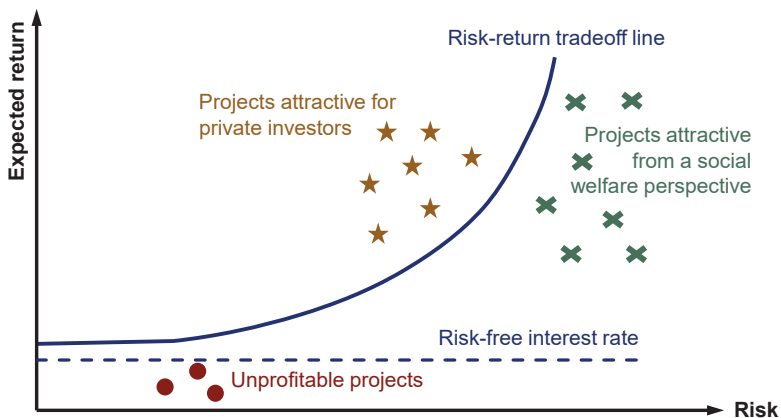 Expected return
Risk-return tradeoff line
Projects attractive for
private investors
Projects attractive
from a social
welfare perspective
Risk-free interest rate
Unprofitable projects
Risk